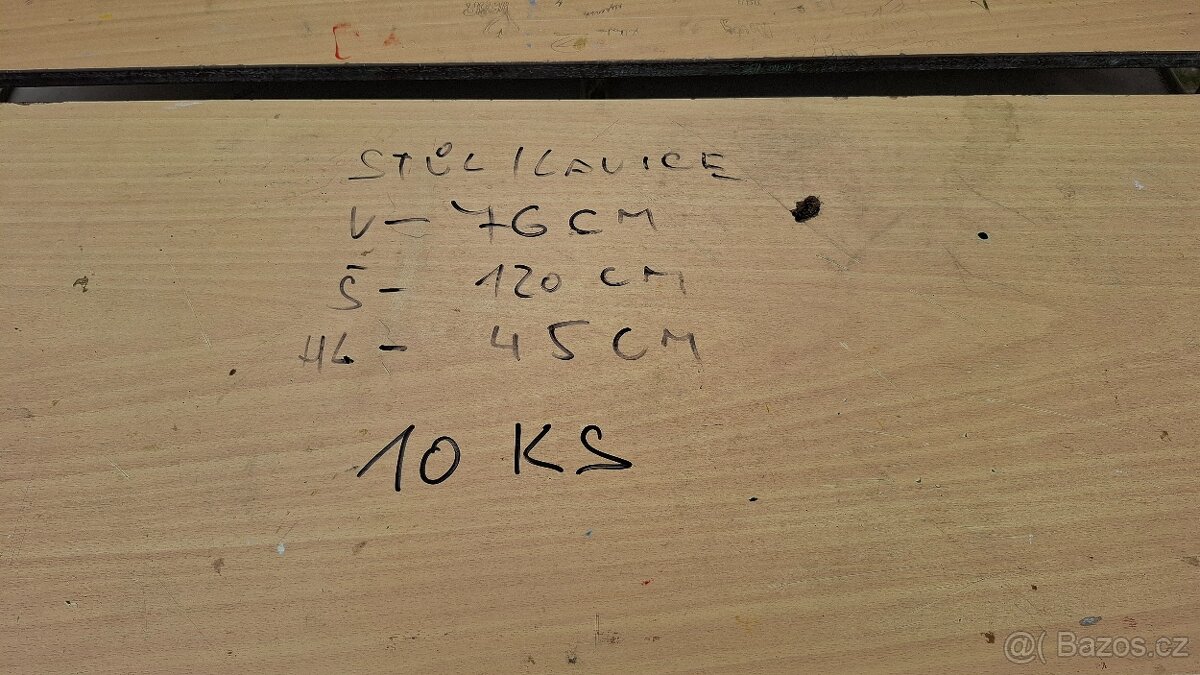 STŮL / LAVICE
V - 76 CM
Š - 120 CM
HL - 45 CM
10 KS
@( Bazos.cz